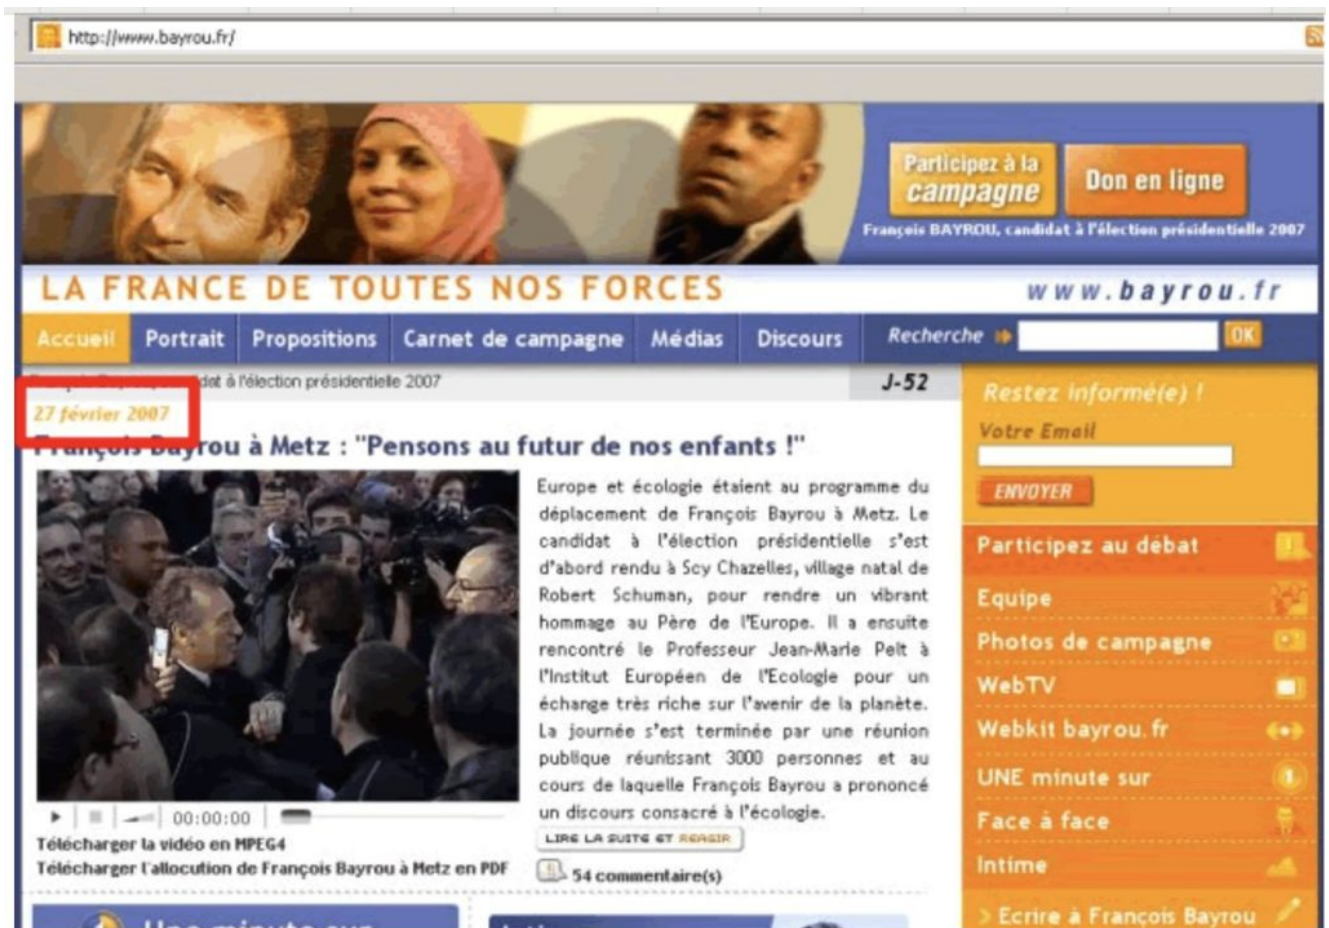 http://www.bayrou.fr/
Participez à la
campagne
Don en ligne
François BAYROU, candidat à l'élection présidentielle 2007
LA FRANCE DE TOUTES NOS FORCES
www.bayrou.fr
Accueil Portrait Propositions Carnet de campagne Médias Discours Recherche OK
à l'élection présidentielle 2007
J-52
27 février 2007
François Bayrou à Metz : "Pensons au futur de nos enfants !"
Europe et écologie étaient au programme du
déplacement de François Bayrou à Metz. Le
candidat à l'élection présidentielle s'est
d'abord rendu à Scy Chazelles, village natal de
Robert Schuman, pour rendre un vibrant
hommage au Père de l'Europe. Il a ensuite
rencontré le Professeur Jean-Marie Pelt à
l'Institut Européen de l'Ecologie pour un
échange très riche sur l'avenir de la planète.
La journée s'est terminée par une réunion
publique réunissant 3000 personnes et au
cours de laquelle François Bayrou a prononcé
un discours consacré à l'écologie.
LIRE LA SUITE ET REAGIR
54 commentaire(s)
00:00:00
Télécharger la vidéo en MPEG4
Télécharger l'allocution de François Bayrou à Metz en PDF
Restez informé(e) !
Votre Email
ENVOYER
Participez au débat
Equipe
Photos de campagne
WebTV
Webkit bayrou.fr
UNE minute sur
Face à face
Intime
> Ecrire à François Bayrou
Une minute sur